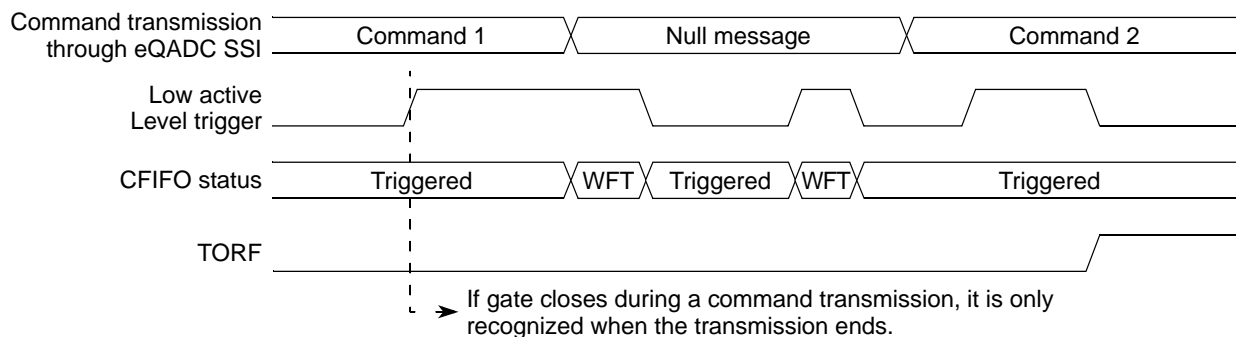 Command transmission
through eQADC SSI
Command 1
Null message
Command 2
Low active
Level trigger
CFIFO status
Triggered
WFT
Triggered
WFT
Triggered
TORF
If gate closes during a command transmission, it is only
recognized when the transmission ends.